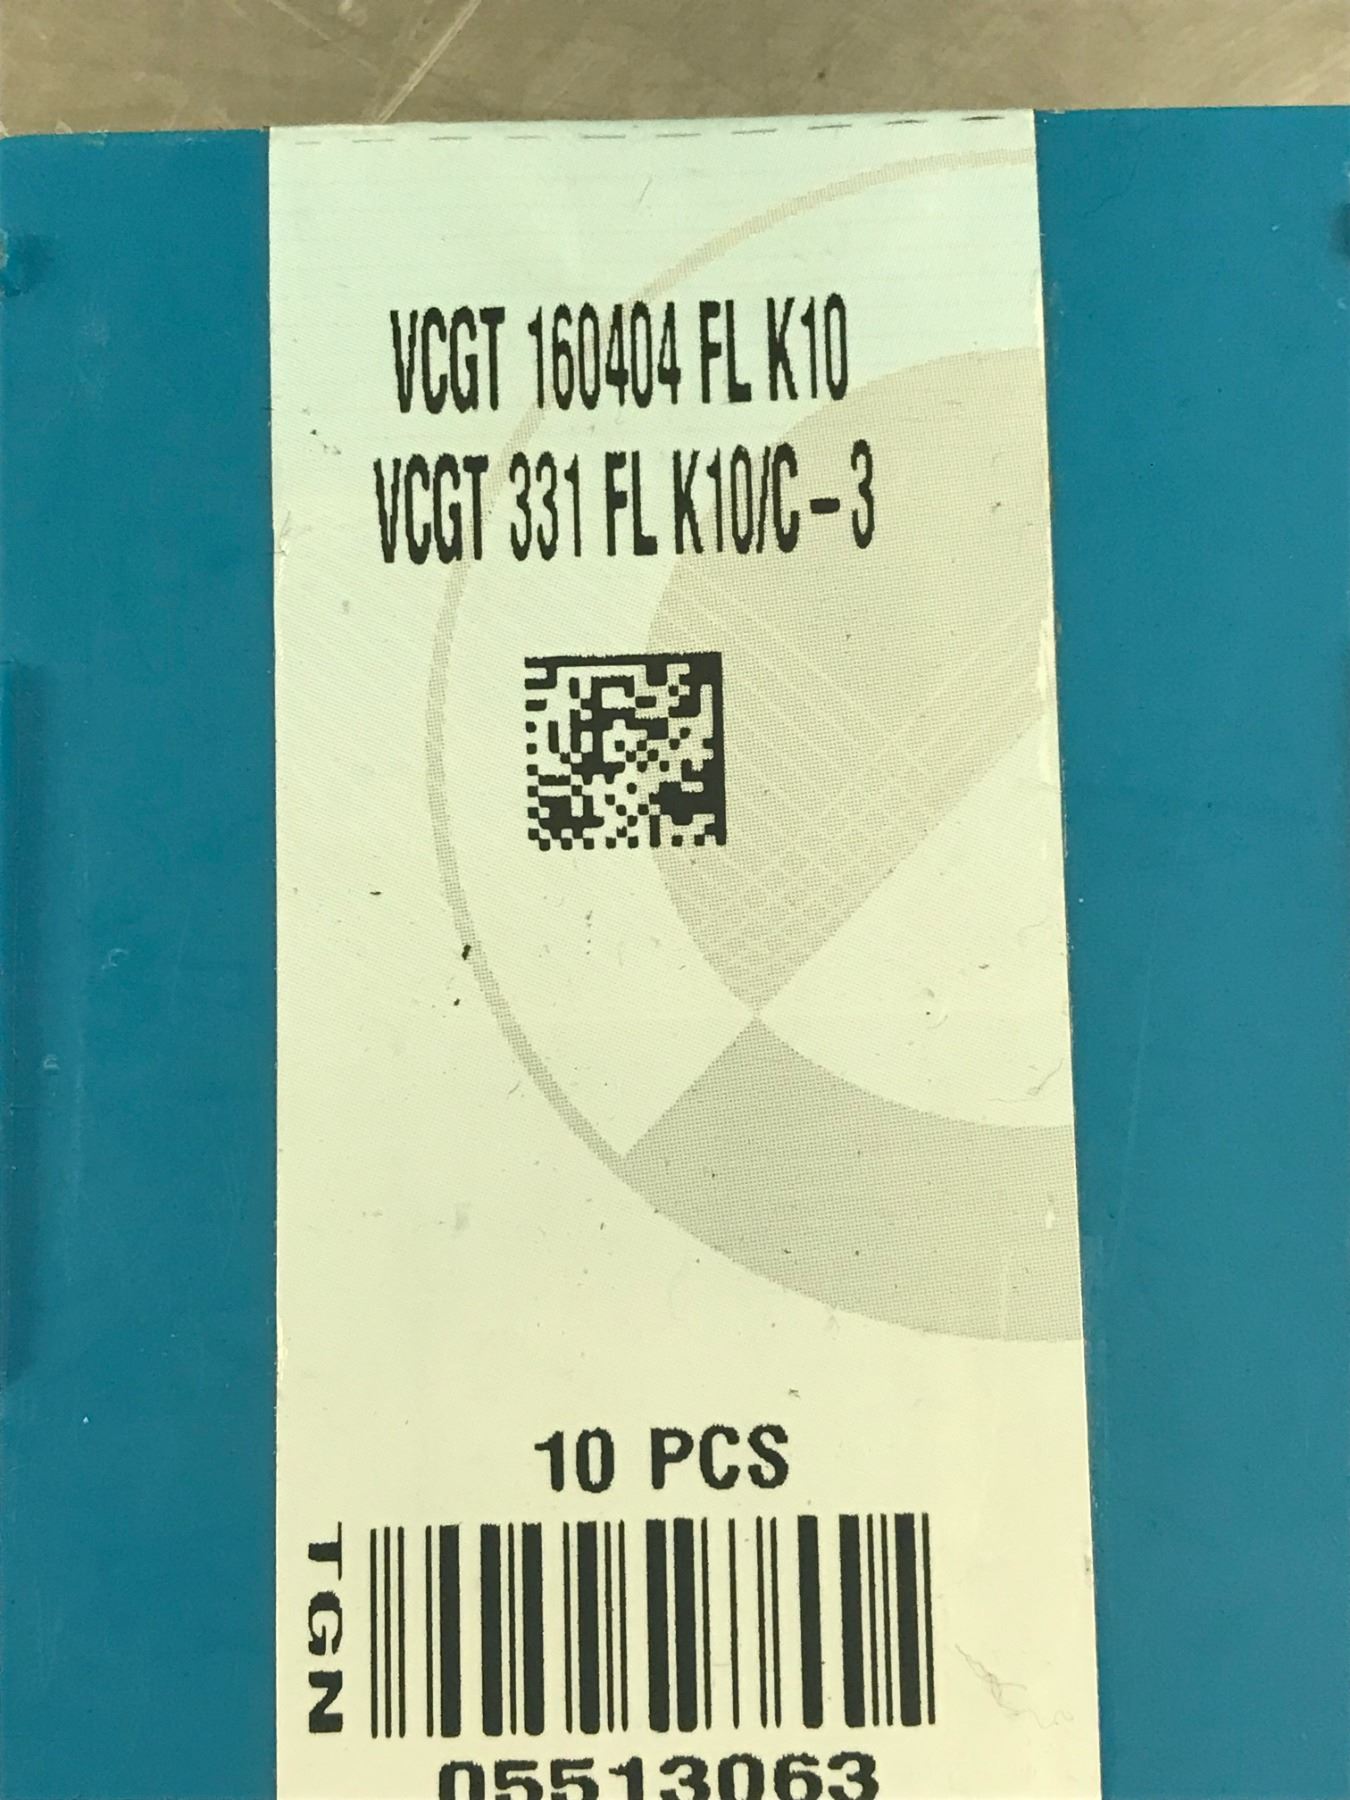 VCGT 160404 FL K10
VCGT 331 FL K10/C-3
10 PCS
TGN
05513063